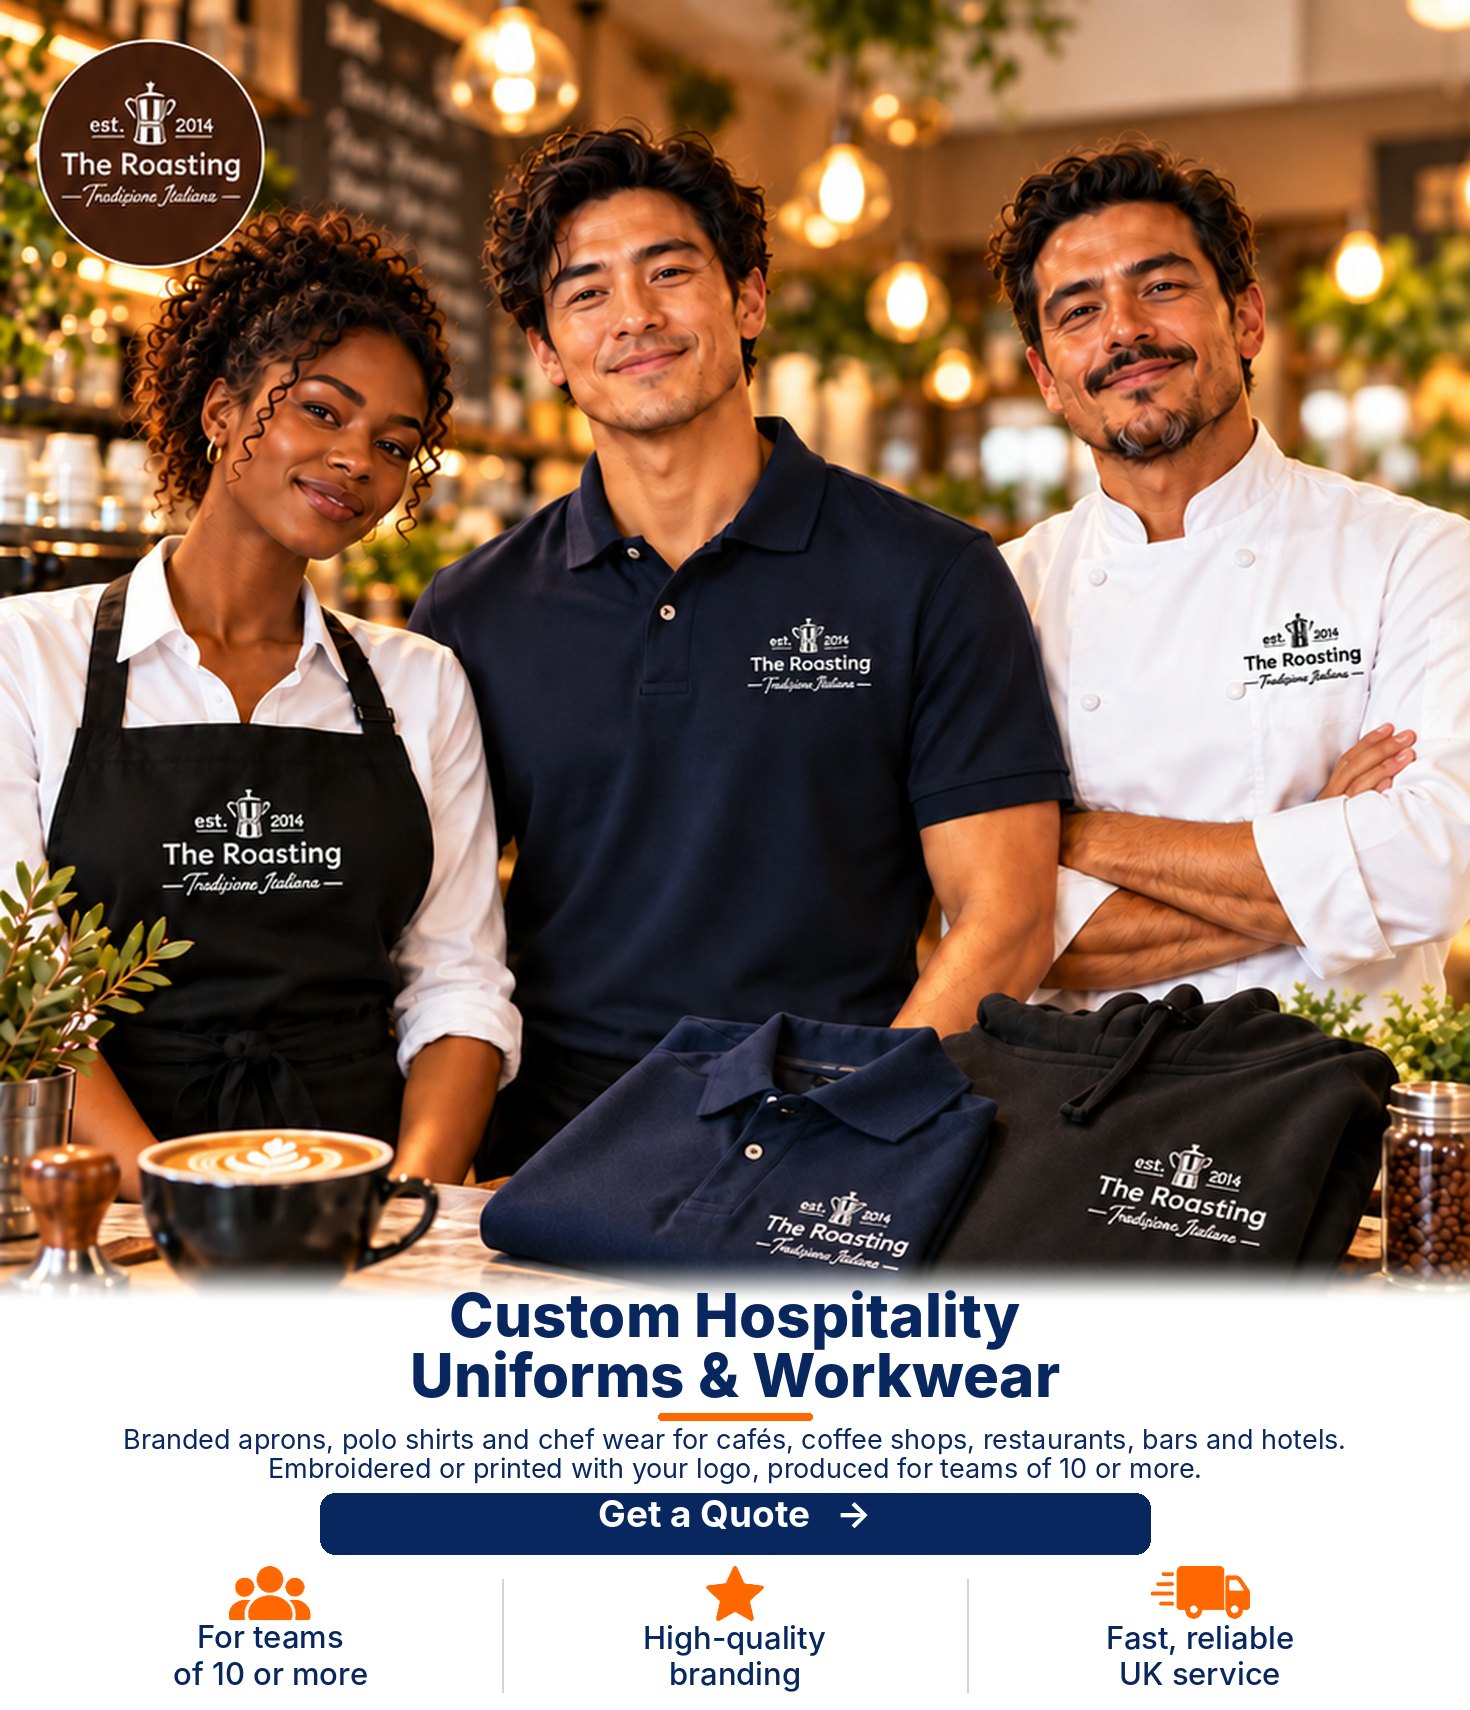 est. 2014
The Roasting
Tradizione Italiana
est. 2014
The Roasting
Tradizione Italiana
est. 2014
The Roasting
Tradizione Italiana
est. 2014
The Roosting
Tradizione Italiana
est. 2014
The Roasting
Tradizione Italiana
est. 2014
The Roasting
Tradizione Italiana
Custom Hospitality
Uniforms & Workwear
Branded aprons, polo shirts and chef wear for cafés, coffee shops, restaurants, bars and hotels.
Embroidered or printed with your logo, produced for teams of 10 or more.
Get a Quote →
For teams
of 10 or more
High-quality
branding
Fast, reliable
UK service